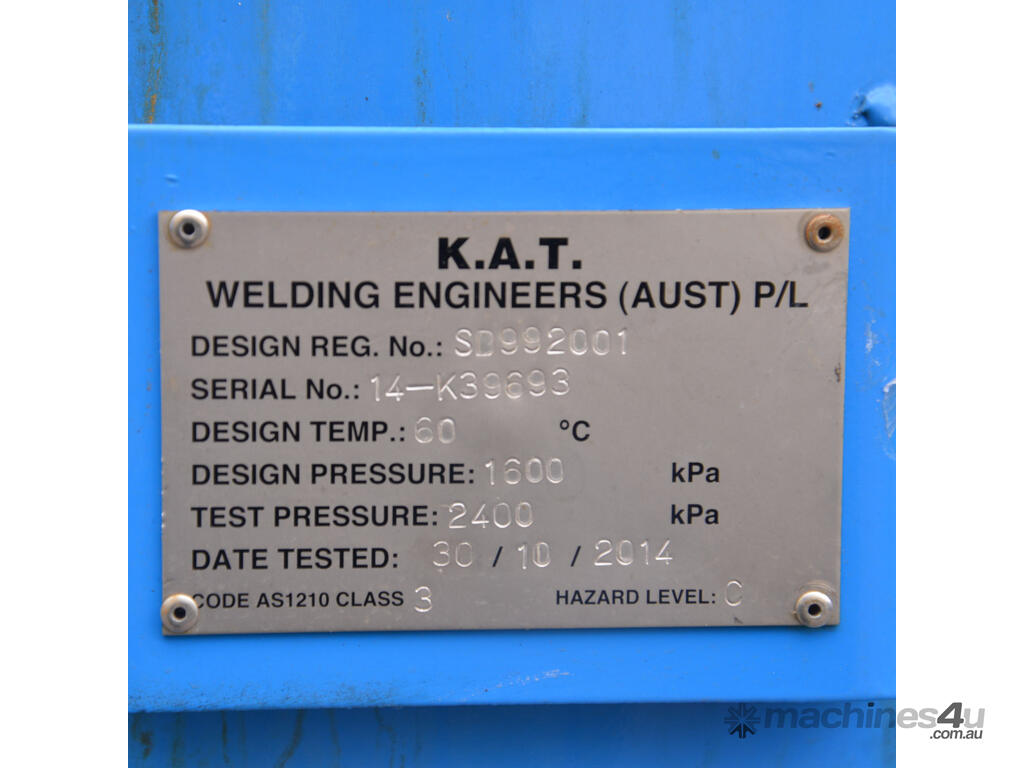 K.A.T.
WELDING ENGINEERS (AUST) P/L
DESIGN REG. No.: SD992001
SERIAL No.: 14-K39693
DESIGN TEMP.: 60 °C
DESIGN PRESSURE: 1600 kPa
TEST PRESSURE: 2400 kPa
DATE TESTED: 30 / 10 / 2014
CODE AS1210 CLASS 3 HAZARD LEVEL: C
machines4u
.com.au